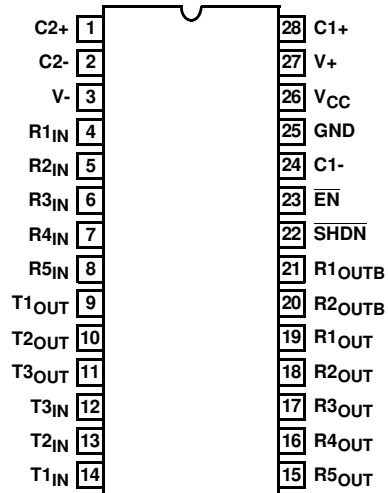 C2+ 1 28 C1+
C2- 2 27 V+
V- 3 26 VCC
R1IN 4 25 GND
R2IN 5 24 C1-
R3IN 6 23 EN
R4IN 7 22 SHDN
R5IN 8 21 R1OUTB
T1OUT 9 20 R2OUTB
T2OUT 10 19 R1OUT
T3OUT 11 18 R2OUT
T3IN 12 17 R3OUT
T2IN 13 16 R4OUT
T1IN 14 15 R5OUT